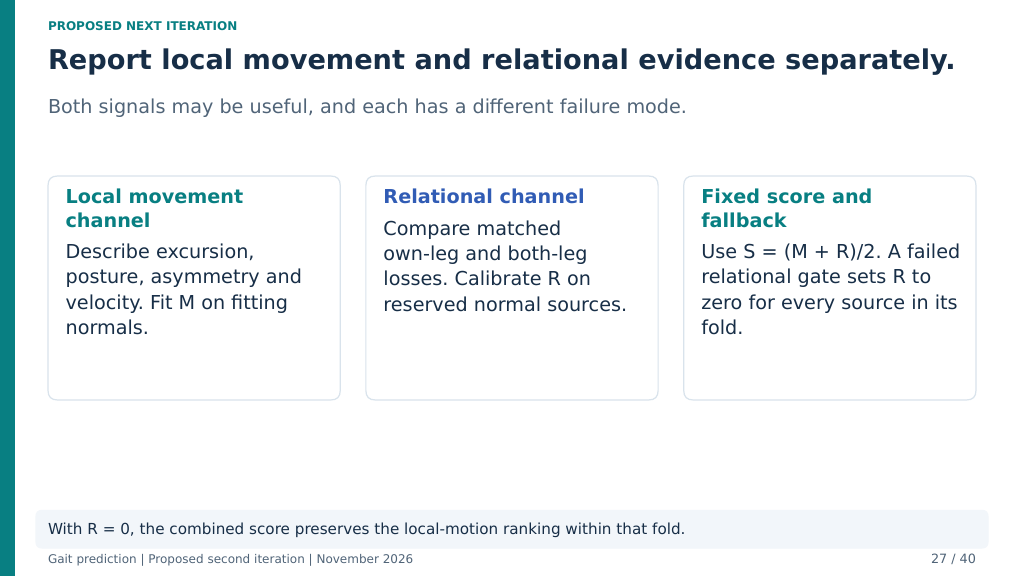 PROPOSED NEXT ITERATION
Report local movement and relational evidence separately.
Both signals may be useful, and each has a different failure mode.
Local movement
channel
Describe excursion,
posture, asymmetry and
velocity. Fit M on fitting
normals.
Relational channel
Compare matched
own-leg and both-leg
losses. Calibrate R on
reserved normal sources.
Fixed score and
fallback
Use S = (M + R)/2. A failed
relational gate sets R to
zero for every source in its
fold.
With R = 0, the combined score preserves the local-motion ranking within that fold.
Gait prediction | Proposed second iteration | November 2026
27 / 40